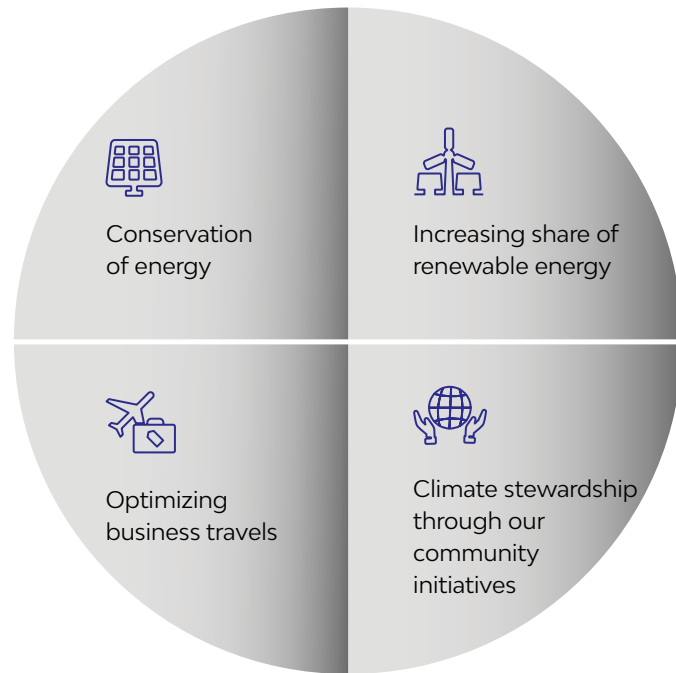 Conservation
of energy
Increasing share of
renewable energy
Optimizing
business travels
Climate stewardship
through our
community
initiatives